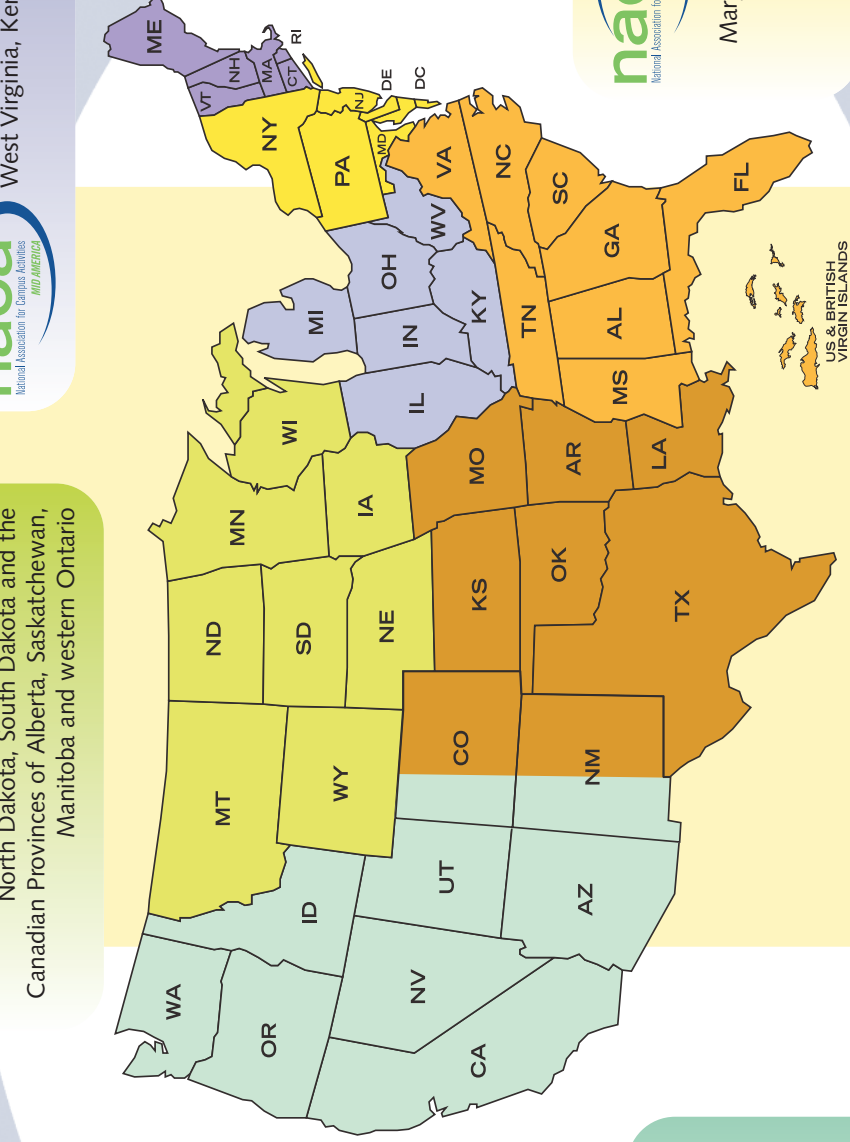 North Dakota, South Dakota and the
Canadian Provinces of Alberta, Saskatchewan,
Manitoba and western Ontario
National Association for Campus Activities
MID AMERICA
West Virginia, Ker
WA
OR
CA
NV
ID
UT
AZ
MT
WY
CO
NM
ND
SD
NE
KS
OK
TX
MN
IA
MO
AR
LA
WI
IL
MI
IN
OH
KY
WV
TN
MS
AL
GA
FL
SC
NC
VA
MD
DE
DC
PA
NJ
NY
CT
RI
MA
VT
NH
ME
US & BRITISH
VIRGIN ISLANDS
na
National Association for
Mary